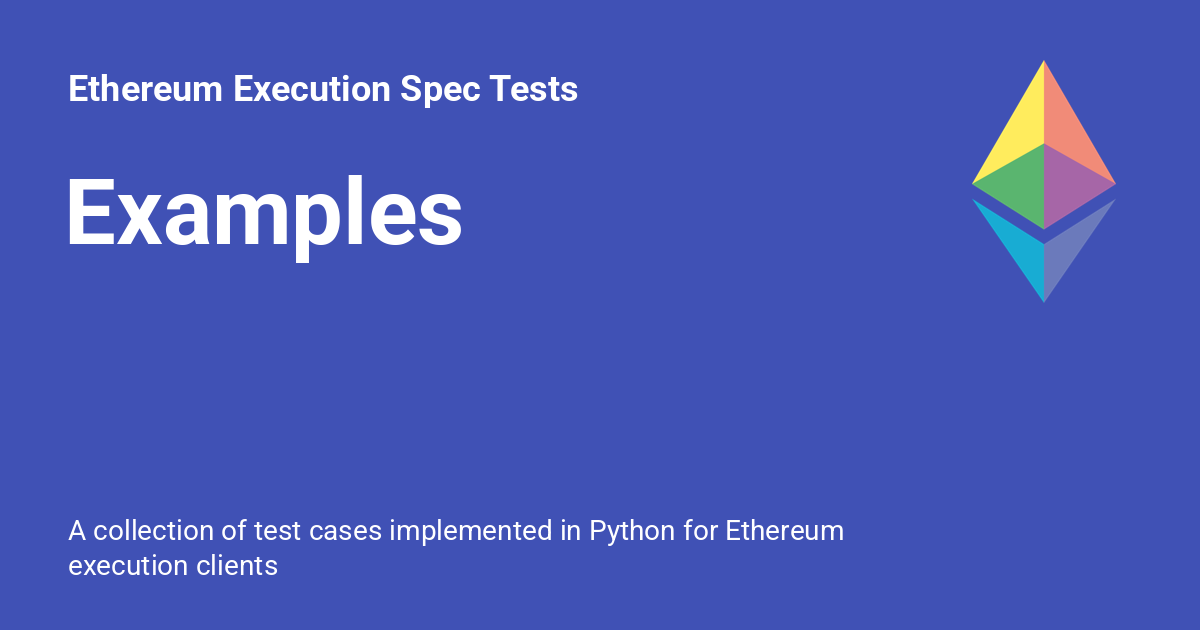 Ethereum Execution Spec Tests
Examples
A collection of test cases implemented in Python for Ethereum
execution clients